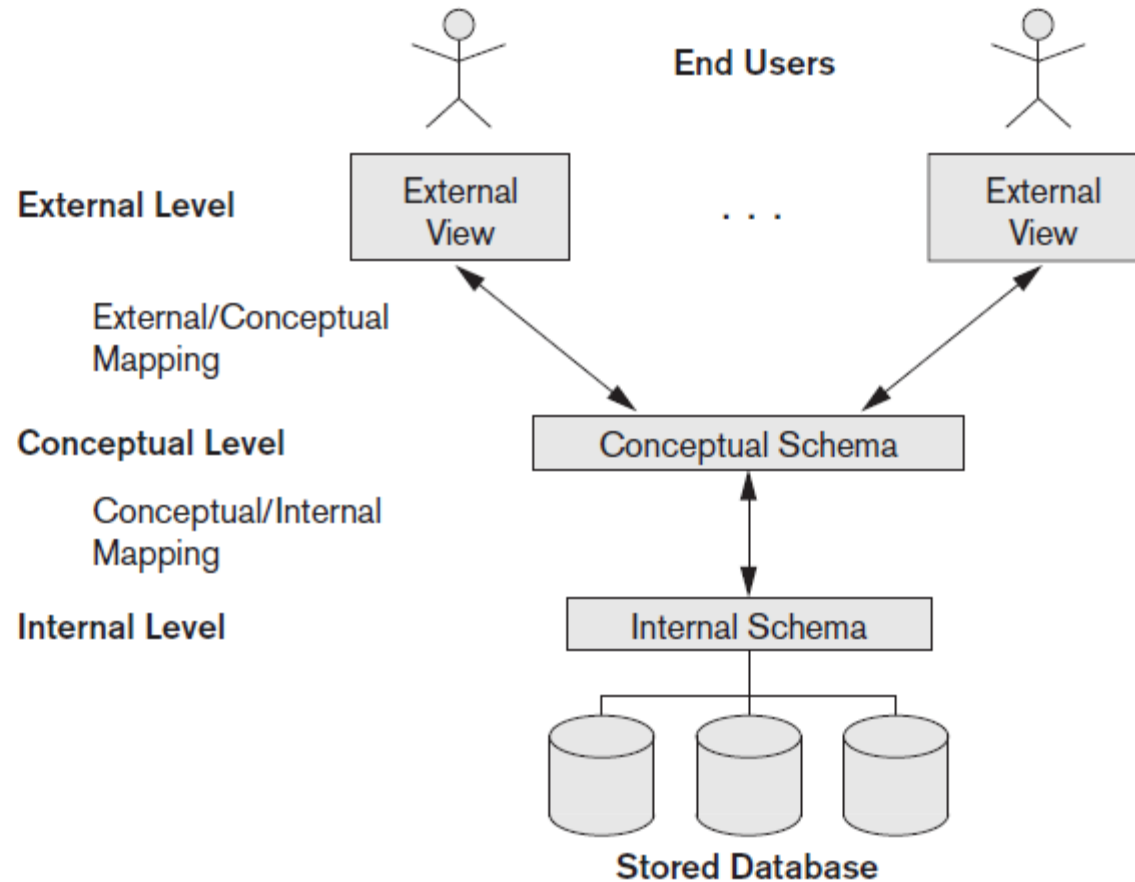 End Users
External Level
External
View
. . .
External
View
External/Conceptual
Mapping
Conceptual Level
Conceptual Schema
Conceptual/Internal
Mapping
Internal Level
Internal Schema
Stored Database